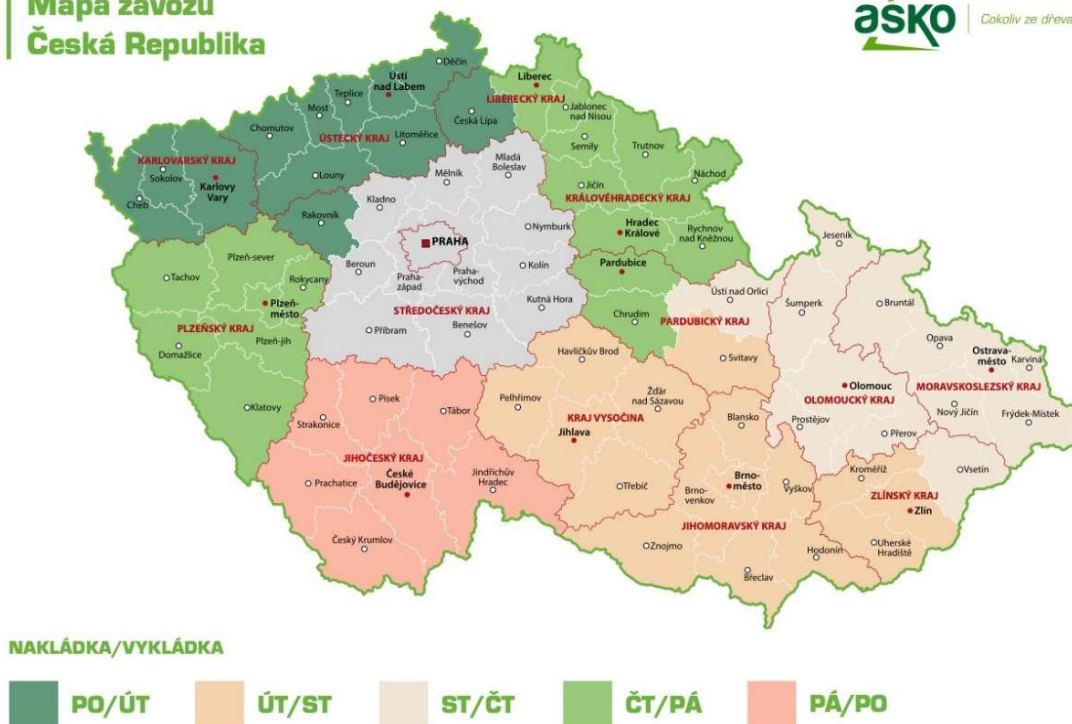 Mapa závozu
Česká Republika
aško
Cokoliv ze dřeva
Děčín
Ústí
nad Labem
Teplice
Most
Chomutov
ÚSTECKÝ KRAJ
Litoměřice
Česká Lípa
Louny
Liberec
LIBERECKÝ KRAJ
Jablonec
nad Nisou
Semily
Trutnov
Náchod
Jičín
KRÁLOVÉHRADECKÝ KRAJ
Hradec
Králové
Rychnov
nad Kněžnou
KARLOVARSKÝ KRAJ
Sokolov
Karlovy
Vary
Cheb
Rakovník
Mladá
Boleslav
Mělník
Kladno
Nymburk
PRAHA
Beroun
Praha-
západ
Praha-
východ
Kolín
Kutná Hora
STŘEDOČESKÝ KRAJ
Příbram
Benešov
Tachov
Plzeň-sever
Rokycany
Plzeň-
město
PLZEŇSKÝ KRAJ
Plzeň-jih
Domažlice
Klatovy
Pardubice
Chrudim
PARDUBICKÝ KRAJ
Ústí nad Orlicí
Svitavy
Jeseník
Šumperk
Bruntál
Opava
Ostrava-
město
Karviná
MORAVSKOSLEZSKÝ KRAJ
Nový Jičín
Frýdek-Místek
Olomouc
OLOMOUCKÝ KRAJ
Prostějov
Přerov
Vsetín
Kroměříž
ZLÍNSKÝ KRAJ
Zlín
Uherské
Hradiště
Havlíčkův Brod
Pelhřimov
Žďár
nad Sázavou
KRAJ VYSOČINA
Jihlava
Třebíč
Blansko
Brno-
město
Brno-
venkov
Vyškov
JIHOMORAVSKÝ KRAJ
Znojmo
Hodonín
Břeclav
Písek
Tábor
Strakonice
JIHOČESKÝ KRAJ
České
Budějovice
Jindřichův
Hradec
Prachatice
Český Krumlov
NAKLÁDKA/VYKLÁDKA
PO/ÚT
ÚT/ST
ST/ČT
ČT/PÁ
PÁ/PO